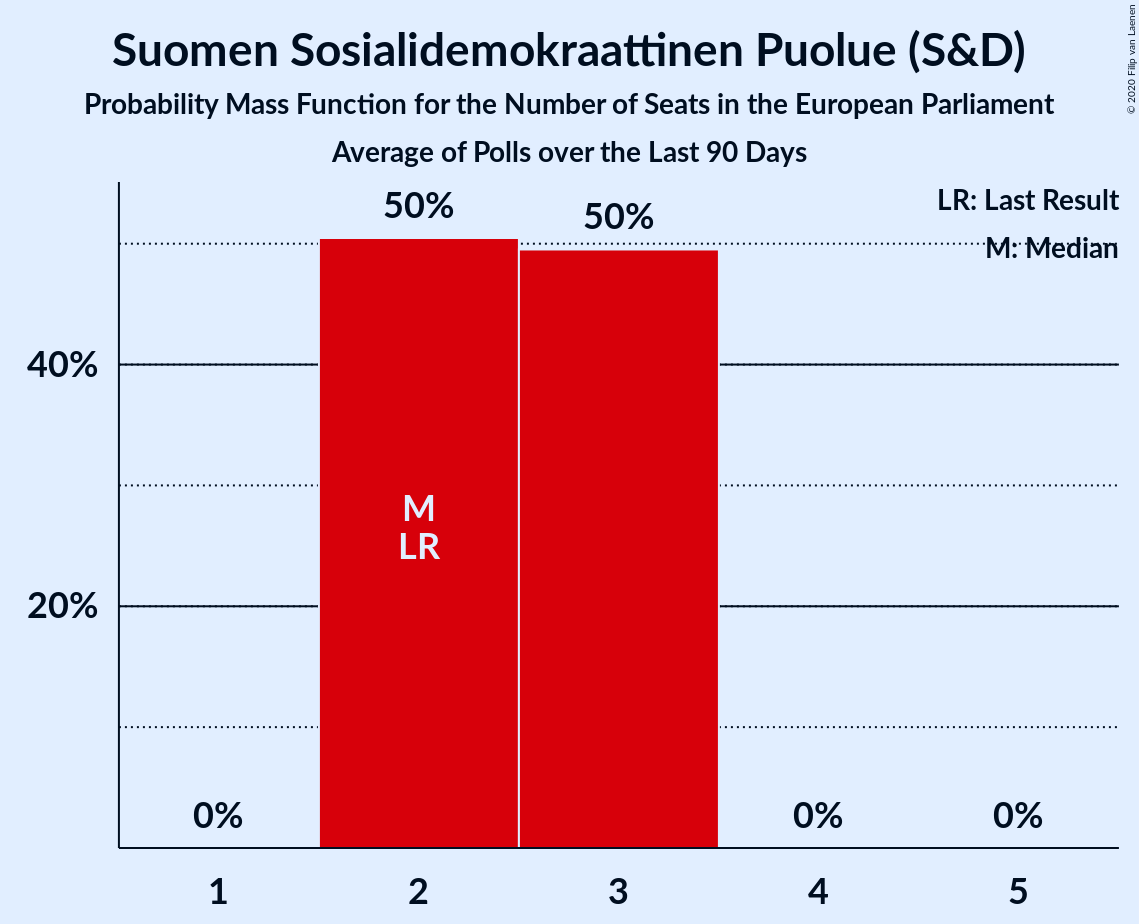 Suomen Sosialidemokraattinen Puolue (S&D)
Probability Mass Function for the Number of Seats in the European Parliament
Average of Polls over the Last 90 Days
© 2020 Filip van Laenen
LR: Last Result
M: Median
50%
50%
40%
20%
M
LR
0%
0%
0%
1
2
3
4
5